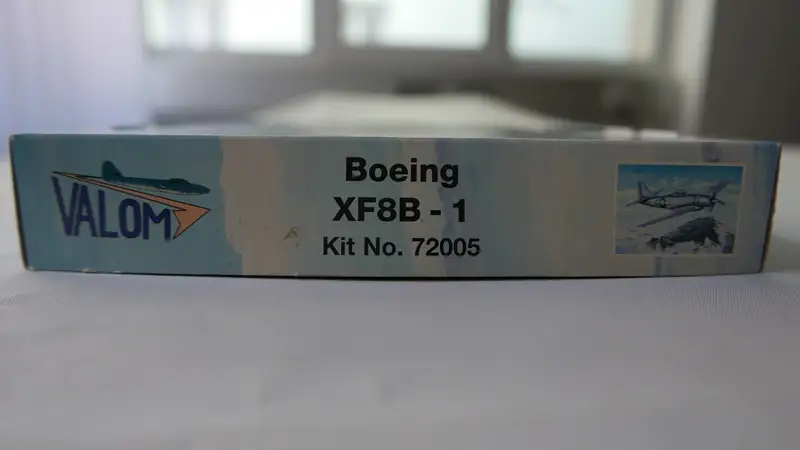 VALOM
Boeing
XF8B - 1
Kit No. 72005